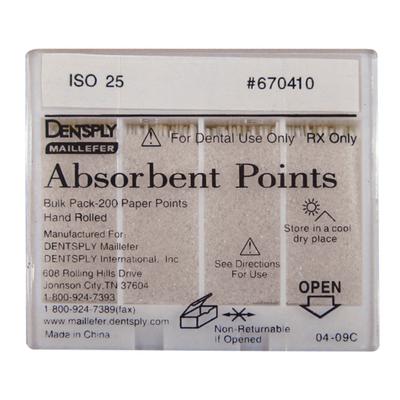 ISO 25 #670410
DENTSPLY
MAILLEFER
For Dental Use Only RX Only
Absorbent Points
Bulk Pack-200 Paper Points
Hand Rolled
Manufactured For:
DENTSPLY Maillefer
DENTSPLY International, Inc
608 Rolling Hills Drive
Jonnson City,TN 37604
1-800-924-7393
1-800-924-7389(fax)
www.maillefer.dentsply.com
Made in China
See Directions
For Use
Non-Returnable
if Opened
Store in a cool
dry place
OPEN
04-09C